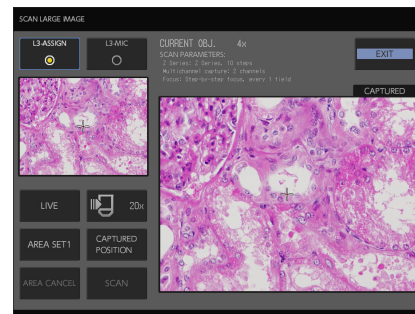 SCAN LARGE IMAGE
L3-ASSIGN
L3-MIC
CURRENT OBJ. 4x
SCAN PARAMETERS:
Z Series: Z Series, 10 steps
Multichannel capture: 2 channels
Focus: Step-by-step focus, every 1 field
EXIT
CAPTURED
LIVE
20x
AREA SET1
CAPTURED
POSITION
AREA CANCEL
SCAN